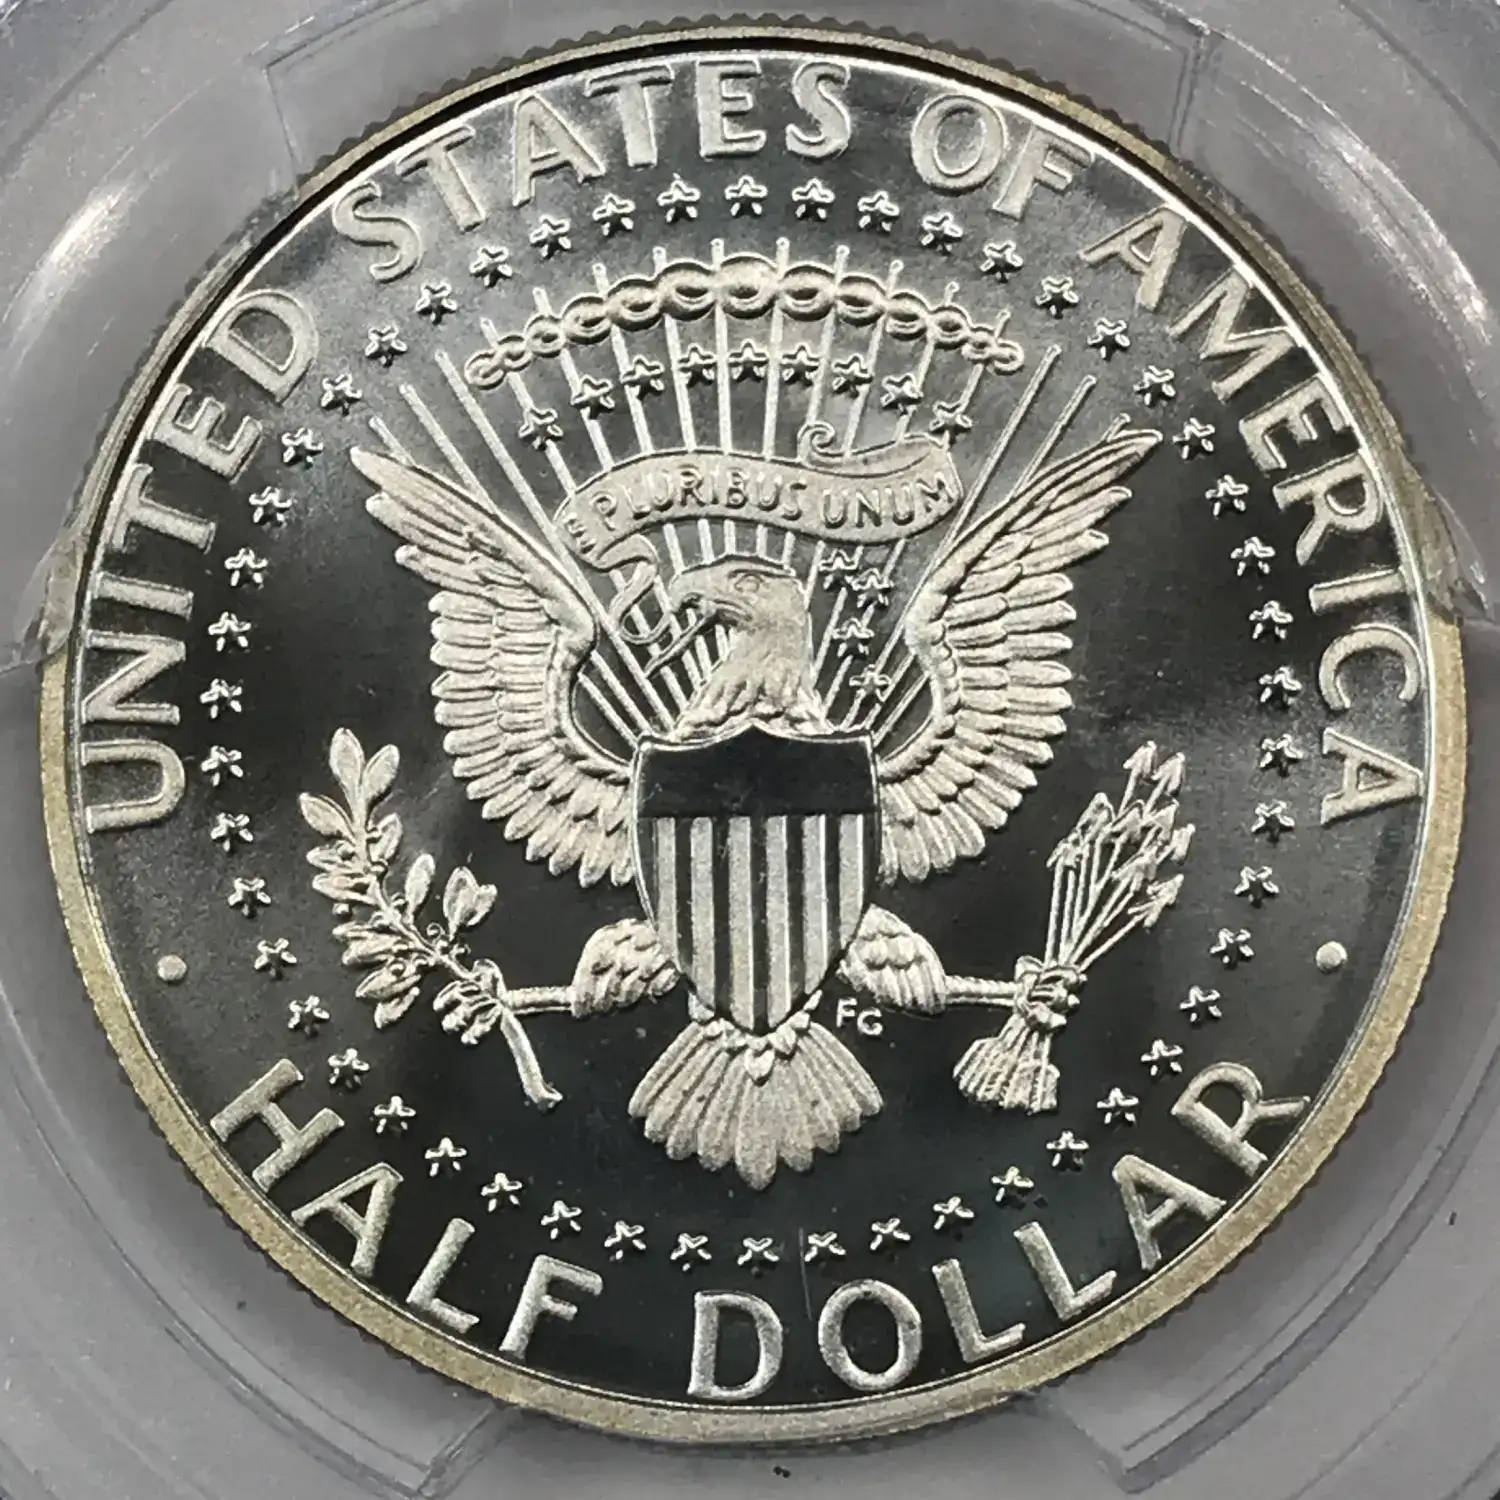 UNITED STATES OF AMERICA
E PLURIBUS UNUM
FG
HALF DOLLAR